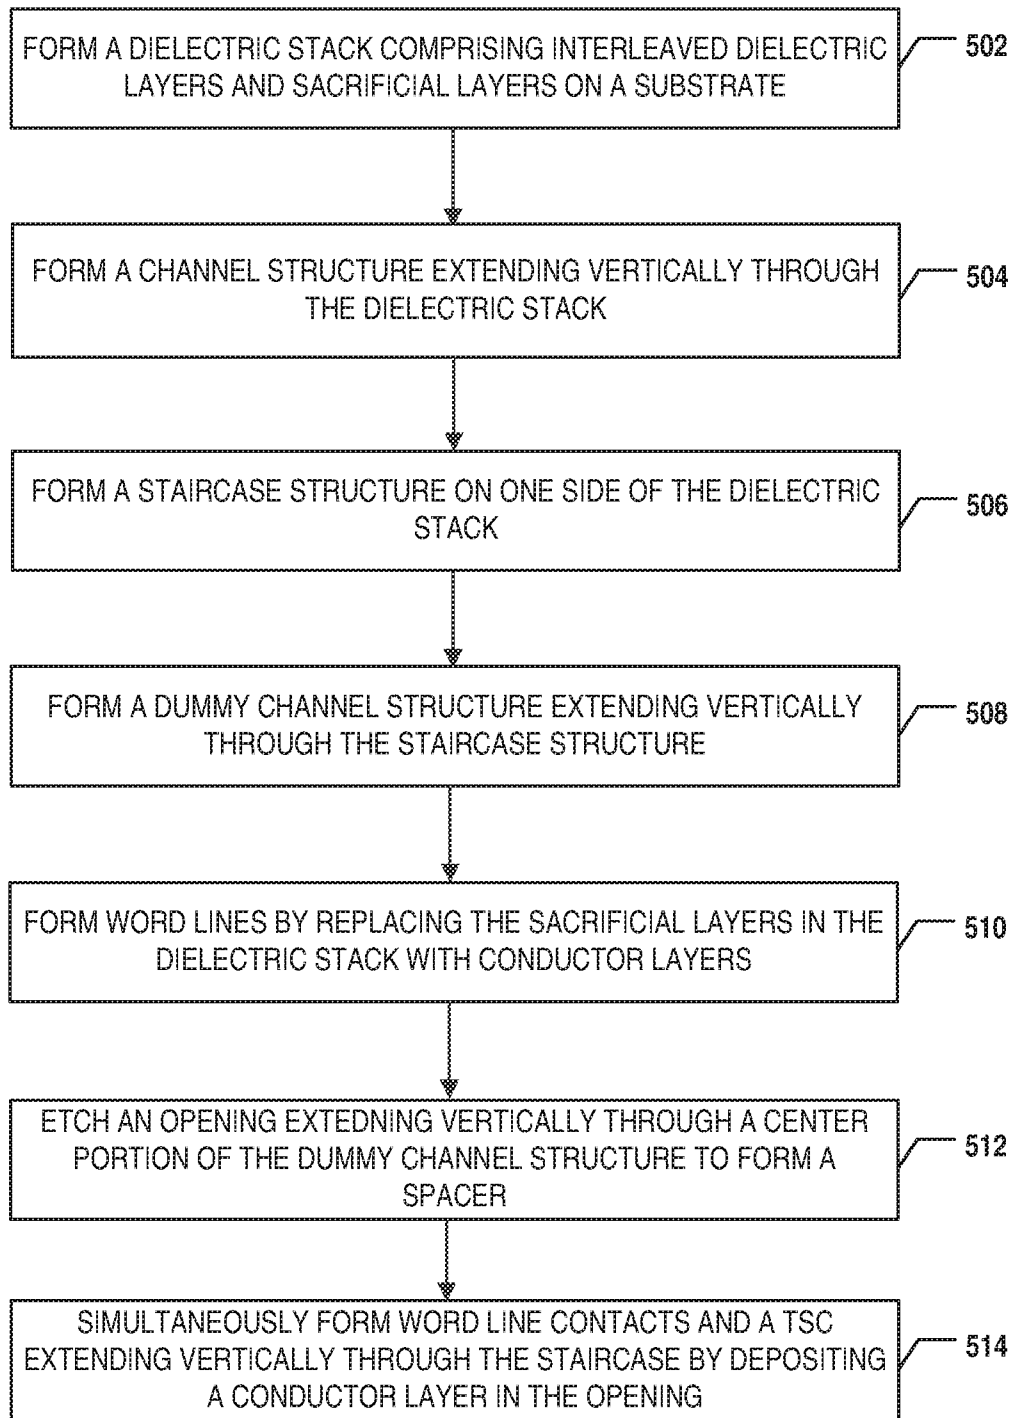 FORM A DIELECTRIC STACK COMPRISING INTERLEAVED DIELECTRIC
LAYERS AND SACRIFICIAL LAYERS ON A SUBSTRATE
502
FORM A CHANNEL STRUCTURE EXTENDING VERTICALLY THROUGH
THE DIELECTRIC STACK
504
FORM A STAIRCASE STRUCTURE ON ONE SIDE OF THE DIELECTRIC
STACK
506
FORM A DUMMY CHANNEL STRUCTURE EXTENDING VERTICALLY
THROUGH THE STAIRCASE STRUCTURE
508
FORM WORD LINES BY REPLACING THE SACRIFICIAL LAYERS IN THE
DIELECTRIC STACK WITH CONDUCTOR LAYERS
510
ETCH AN OPENING EXTEDNING VERTICALLY THROUGH A CENTER
PORTION OF THE DUMMY CHANNEL STRUCTURE TO FORM A
SPACER
512
SIMULTANEOUSLY FORM WORD LINE CONTACTS AND A TSC
EXTENDING VERTICALLY THROUGH THE STAIRCASE BY DEPOSITING
A CONDUCTOR LAYER IN THE OPENING
514